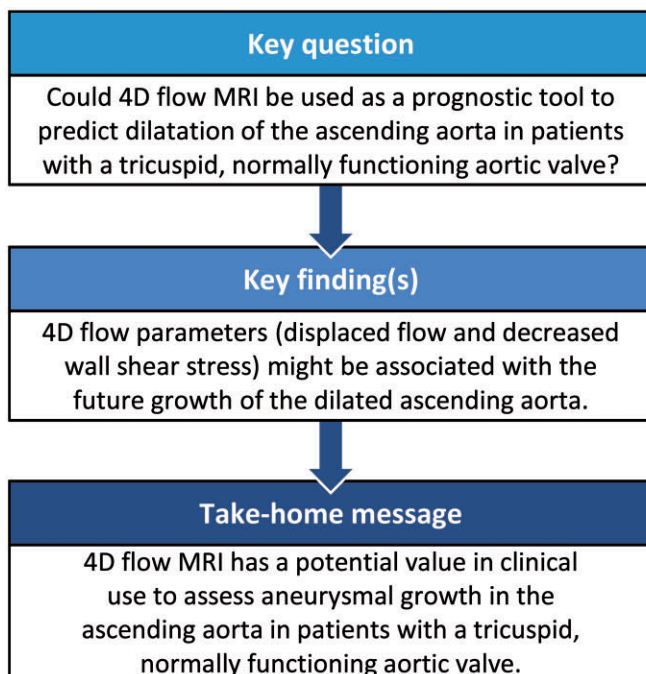 Key question
Could 4D flow MRI be used as a prognostic tool to
predict dilatation of the ascending aorta in patients
with a tricuspid, normally functioning aortic valve?
Key finding(s)
4D flow parameters (displaced flow and decreased
wall shear stress) might be associated with the
future growth of the dilated ascending aorta.
Take-home message
4D flow MRI has a potential value in clinical
use to assess aneurysmal growth in the
ascending aorta in patients with a tricuspid,
normally functioning aortic valve.